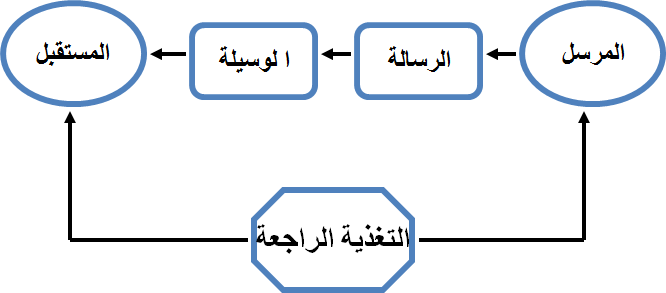 المرسل
الرسالة
ا لوسيلة
المستقبل
التغذية الراجعة